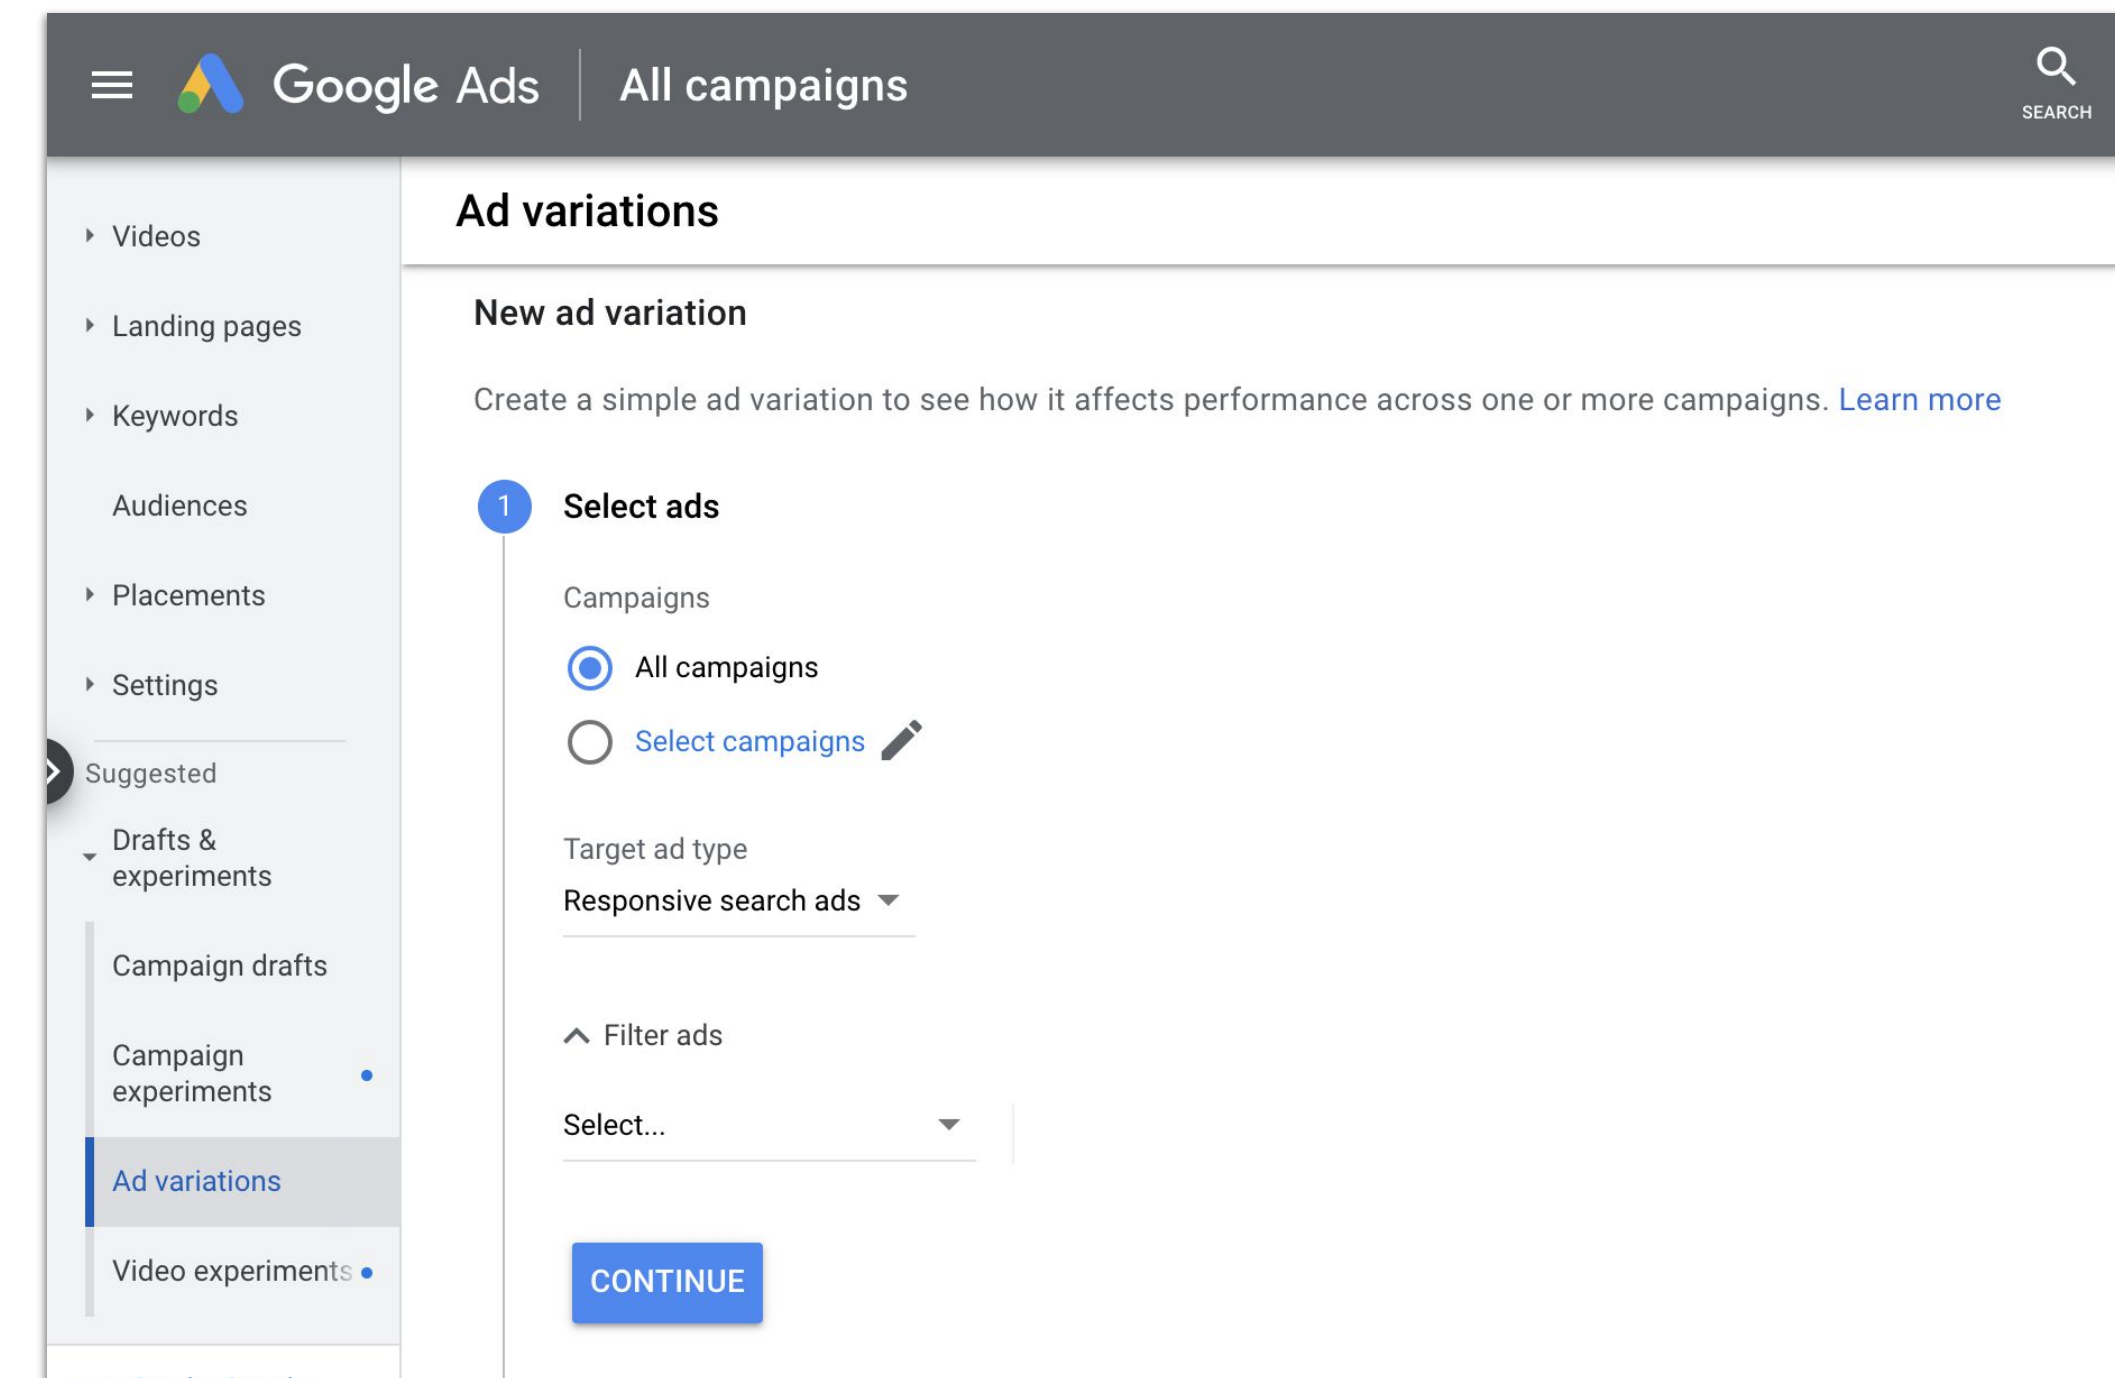 Google Ads
All campaigns
SEARCH
Videos
Landing pages
Keywords
Audiences
Placements
Settings
Suggested
Drafts &
experiments
Campaign drafts
Campaign
experiments
Ad variations
Video experiments
Ad variations
New ad variation
Create a simple ad variation to see how it affects performance across one or more campaigns. Learn more
1 Select ads
Campaigns
All campaigns
Select campaigns
Target ad type
Responsive search ads
Filter ads
Select...
CONTINUE